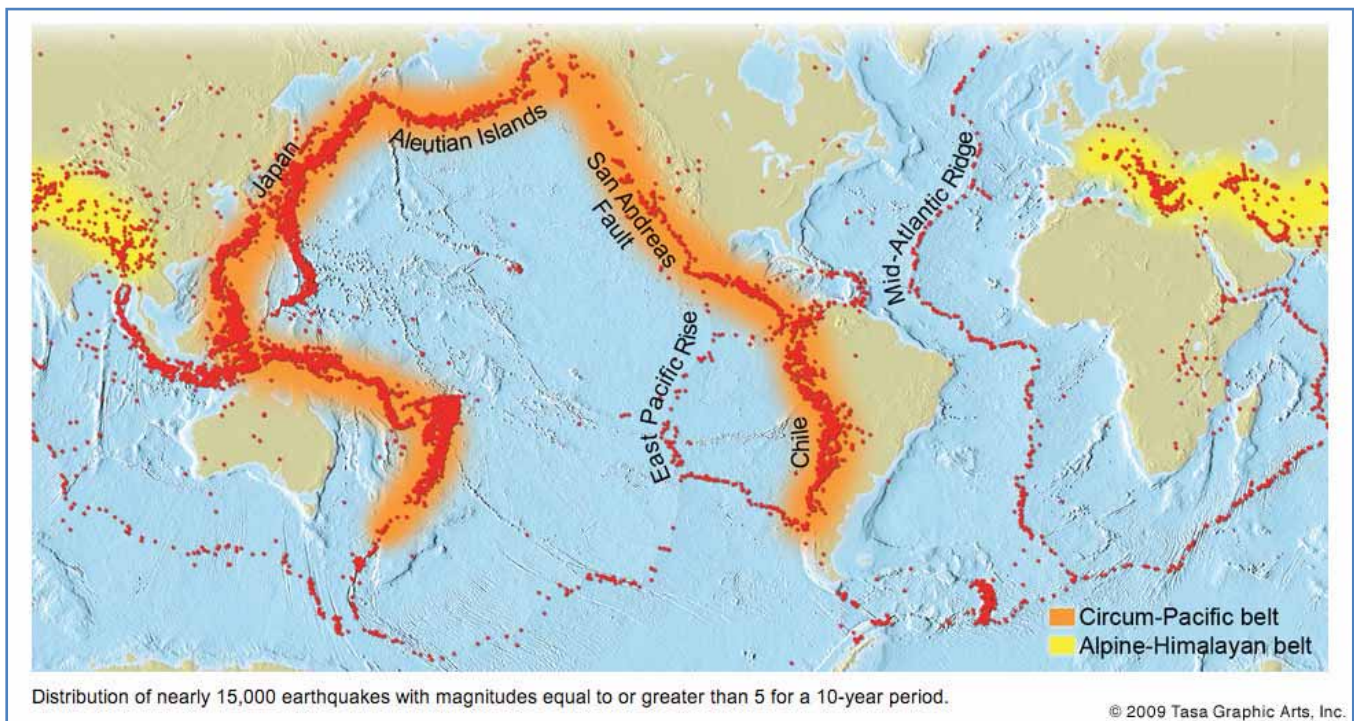 Japan
Aleutian Islands
San Andreas
Fault
Mid-Atlantic Ridge
East Pacific Rise
Chile
Circum-Pacific belt
Alpine-Himalayan belt
Distribution of nearly 15,000 earthquakes with magnitudes equal to or greater than 5 for a 10-year period.
© 2009 Tasa Graphic Arts, Inc.